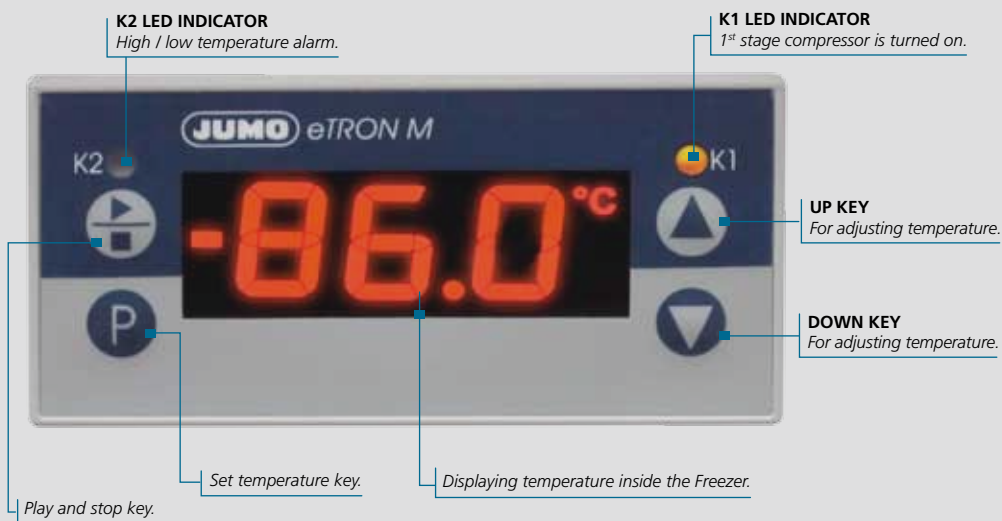 K2 LED INDICATOR
High / low temperature alarm.
K1 LED INDICATOR
1st stage compressor is turned on.
JUMO eTRON M
K2
K1
-86.0 °C
UP KEY
For adjusting temperature.
P
DOWN KEY
For adjusting temperature.
Set temperature key.
Displaying temperature inside the Freezer.
Play and stop key.